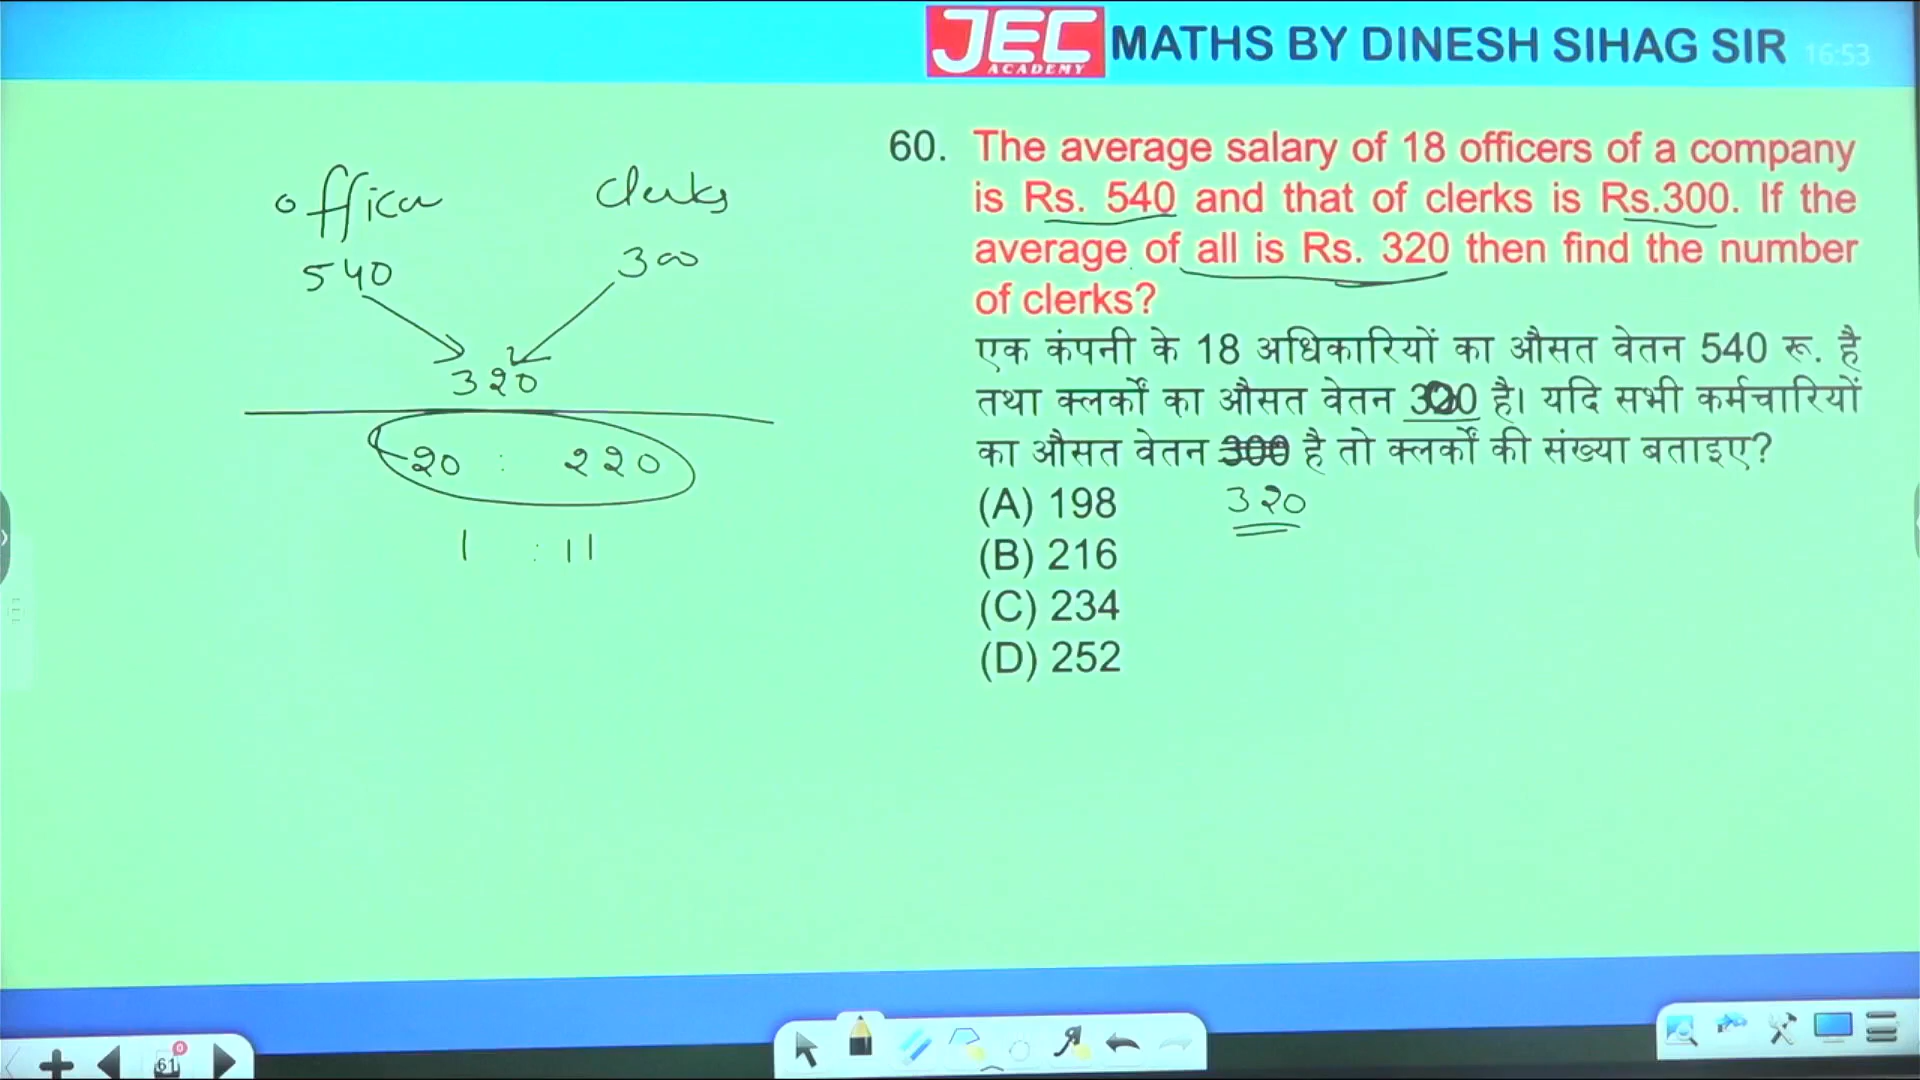 JEC ACADEMY MATHS BY DINESH SIHAG SIR 16:53
60. The average salary of 18 officers of a company
is Rs. 540 and that of clerks is Rs.300. If the
average of all is Rs. 320 then find the number
of clerks?
एक कंपनी के 18 अधिकारियों का औसत वेतन 540 रू. है
तथा क्लर्कों का औसत वेतन 300 है। यदि सभी कर्मचारियों
का औसत वेतन 300 है तो क्लर्कों की संख्या बताइए?
320
(A) 198
(B) 216
(C) 234
(D) 252
officer clerks
540 300
320
20 : 220
1 : 11
61
0